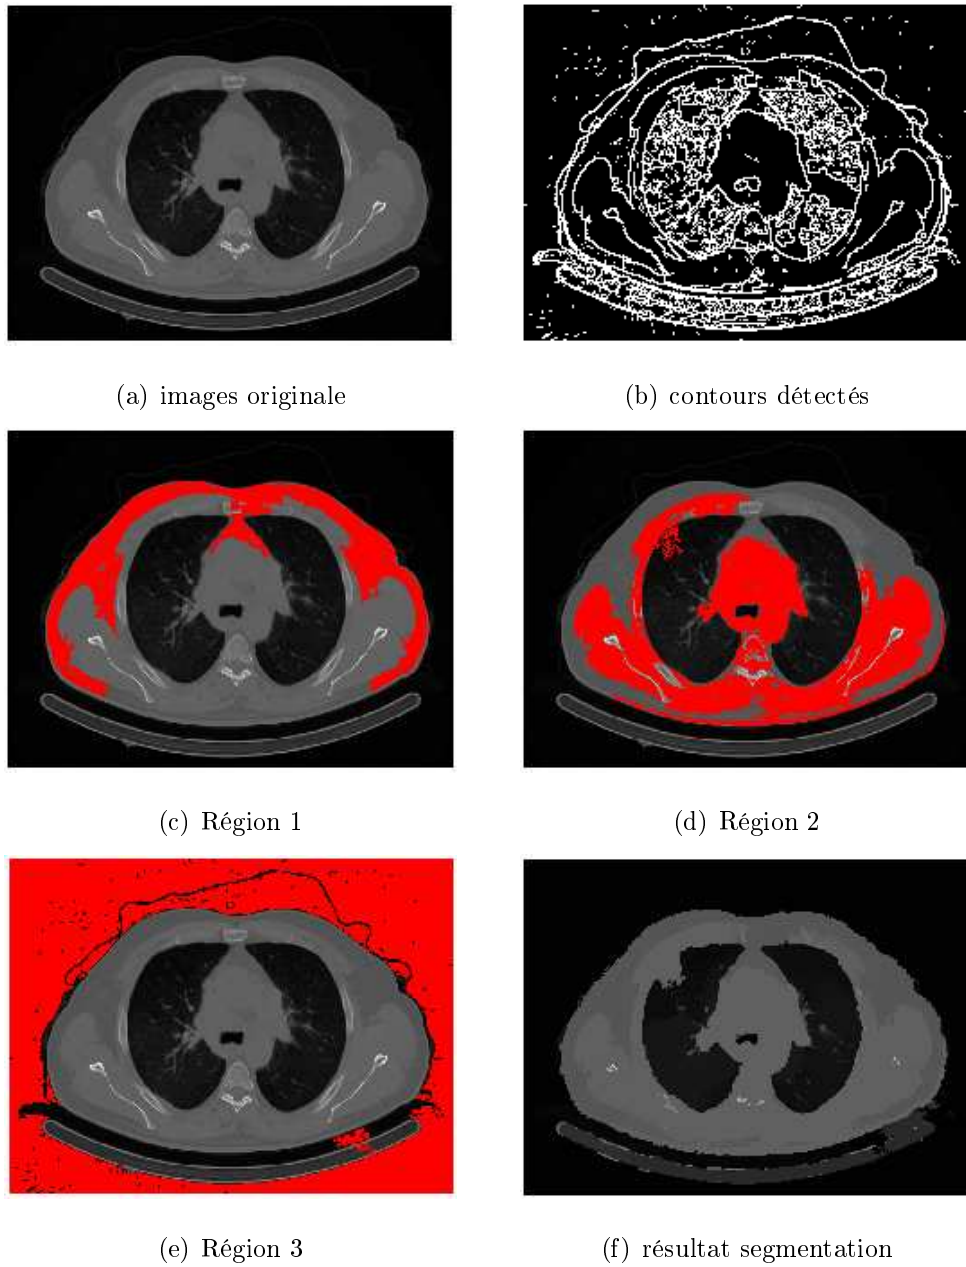 (a) images originale
(b) contours détectés
(c) Région 1
(d) Région 2
(e) Région 3
(f) résultat segmentation